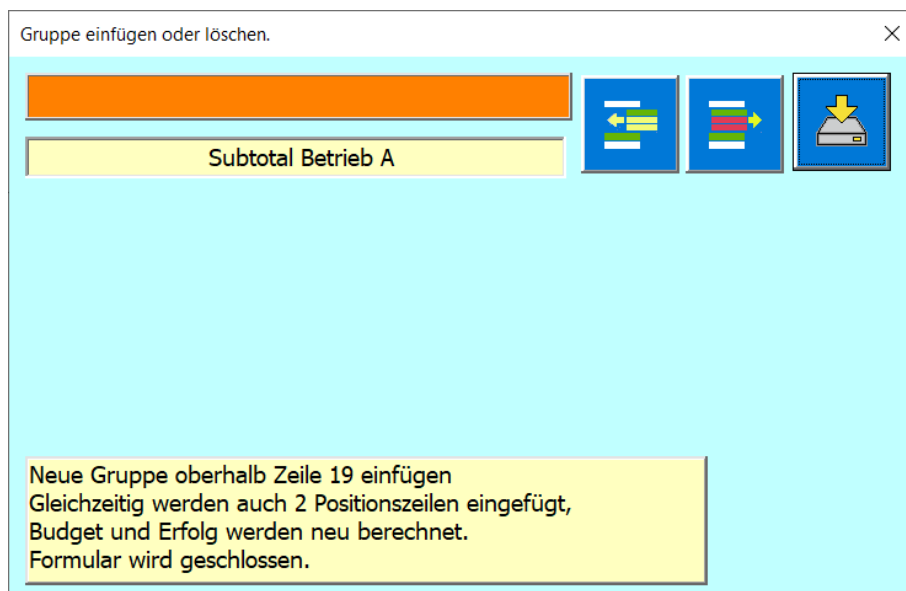 Gruppe einfügen oder löschen.
Subtotal Betrieb A
Neue Gruppe oberhalb Zeile 19 einfügen
Gleichzeitig werden auch 2 Positionszeilen eingefügt,
Budget und Erfolg werden neu berechnet.
Formular wird geschlossen.